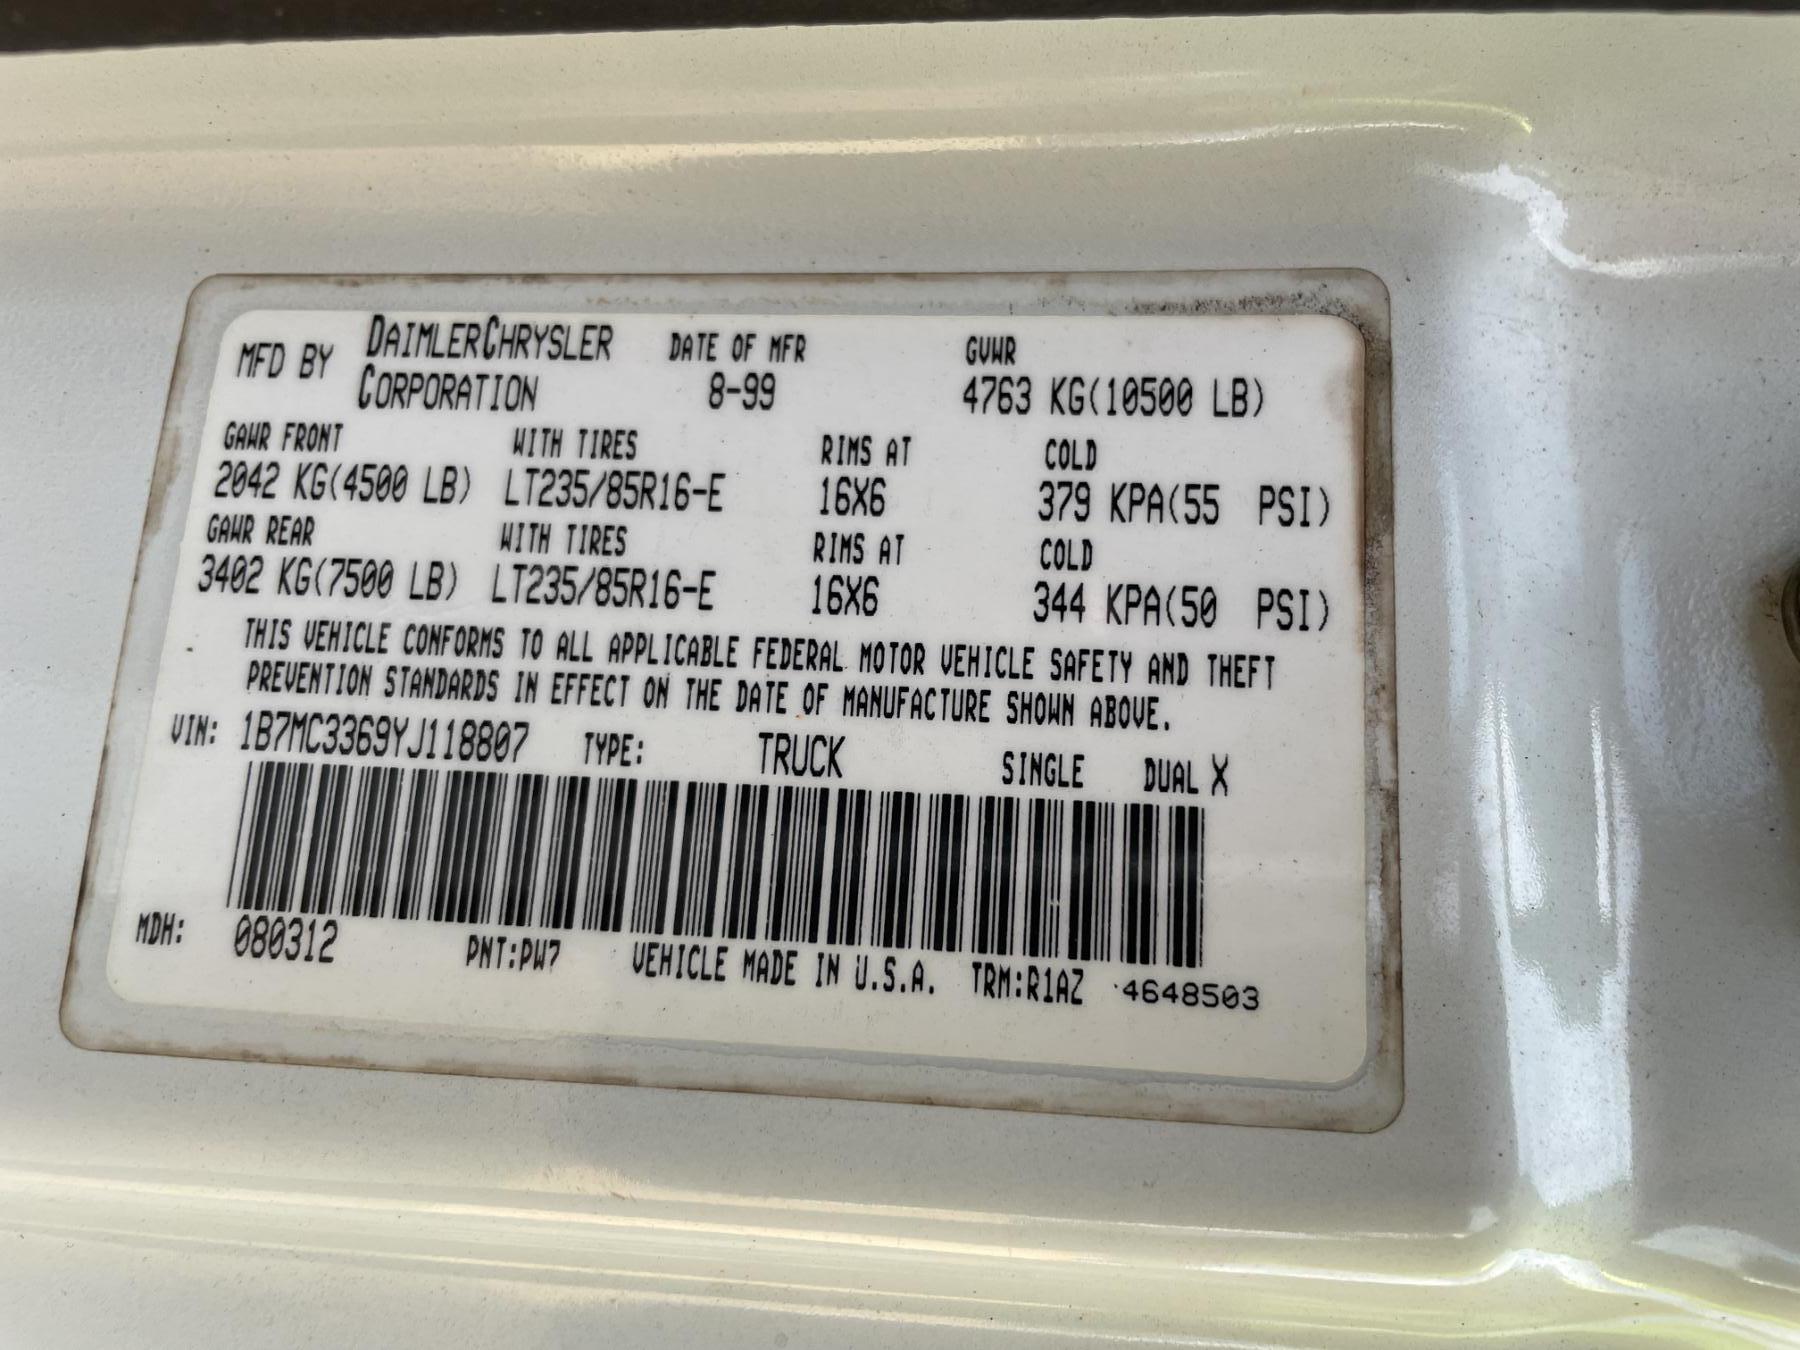 MFD BY DAIMLERCHRYSLER CORPORATION DATE OF MFR 8-99 GVWR 4763 KG(10500 LB)
GAWR FRONT WITH TIRES RIMS AT COLD
2042 KG(4500 LB) LT235/85R16-E 16X6 379 KPA(55 PSI)
GAWR REAR WITH TIRES RIMS AT COLD
3402 KG(7500 LB) LT235/85R16-E 16X6 344 KPA(50 PSI)
THIS VEHICLE CONFORMS TO ALL APPLICABLE FEDERAL MOTOR VEHICLE SAFETY AND THEFT
PREVENTION STANDARDS IN EFFECT ON THE DATE OF MANUFACTURE SHOWN ABOVE.
VIN: 1B7MC3369YJ118807 TYPE: TRUCK SINGLE DUAL X
MDH: 080312 PNT:PW7 VEHICLE MADE IN U.S.A. TRM:R1AZ 4648503